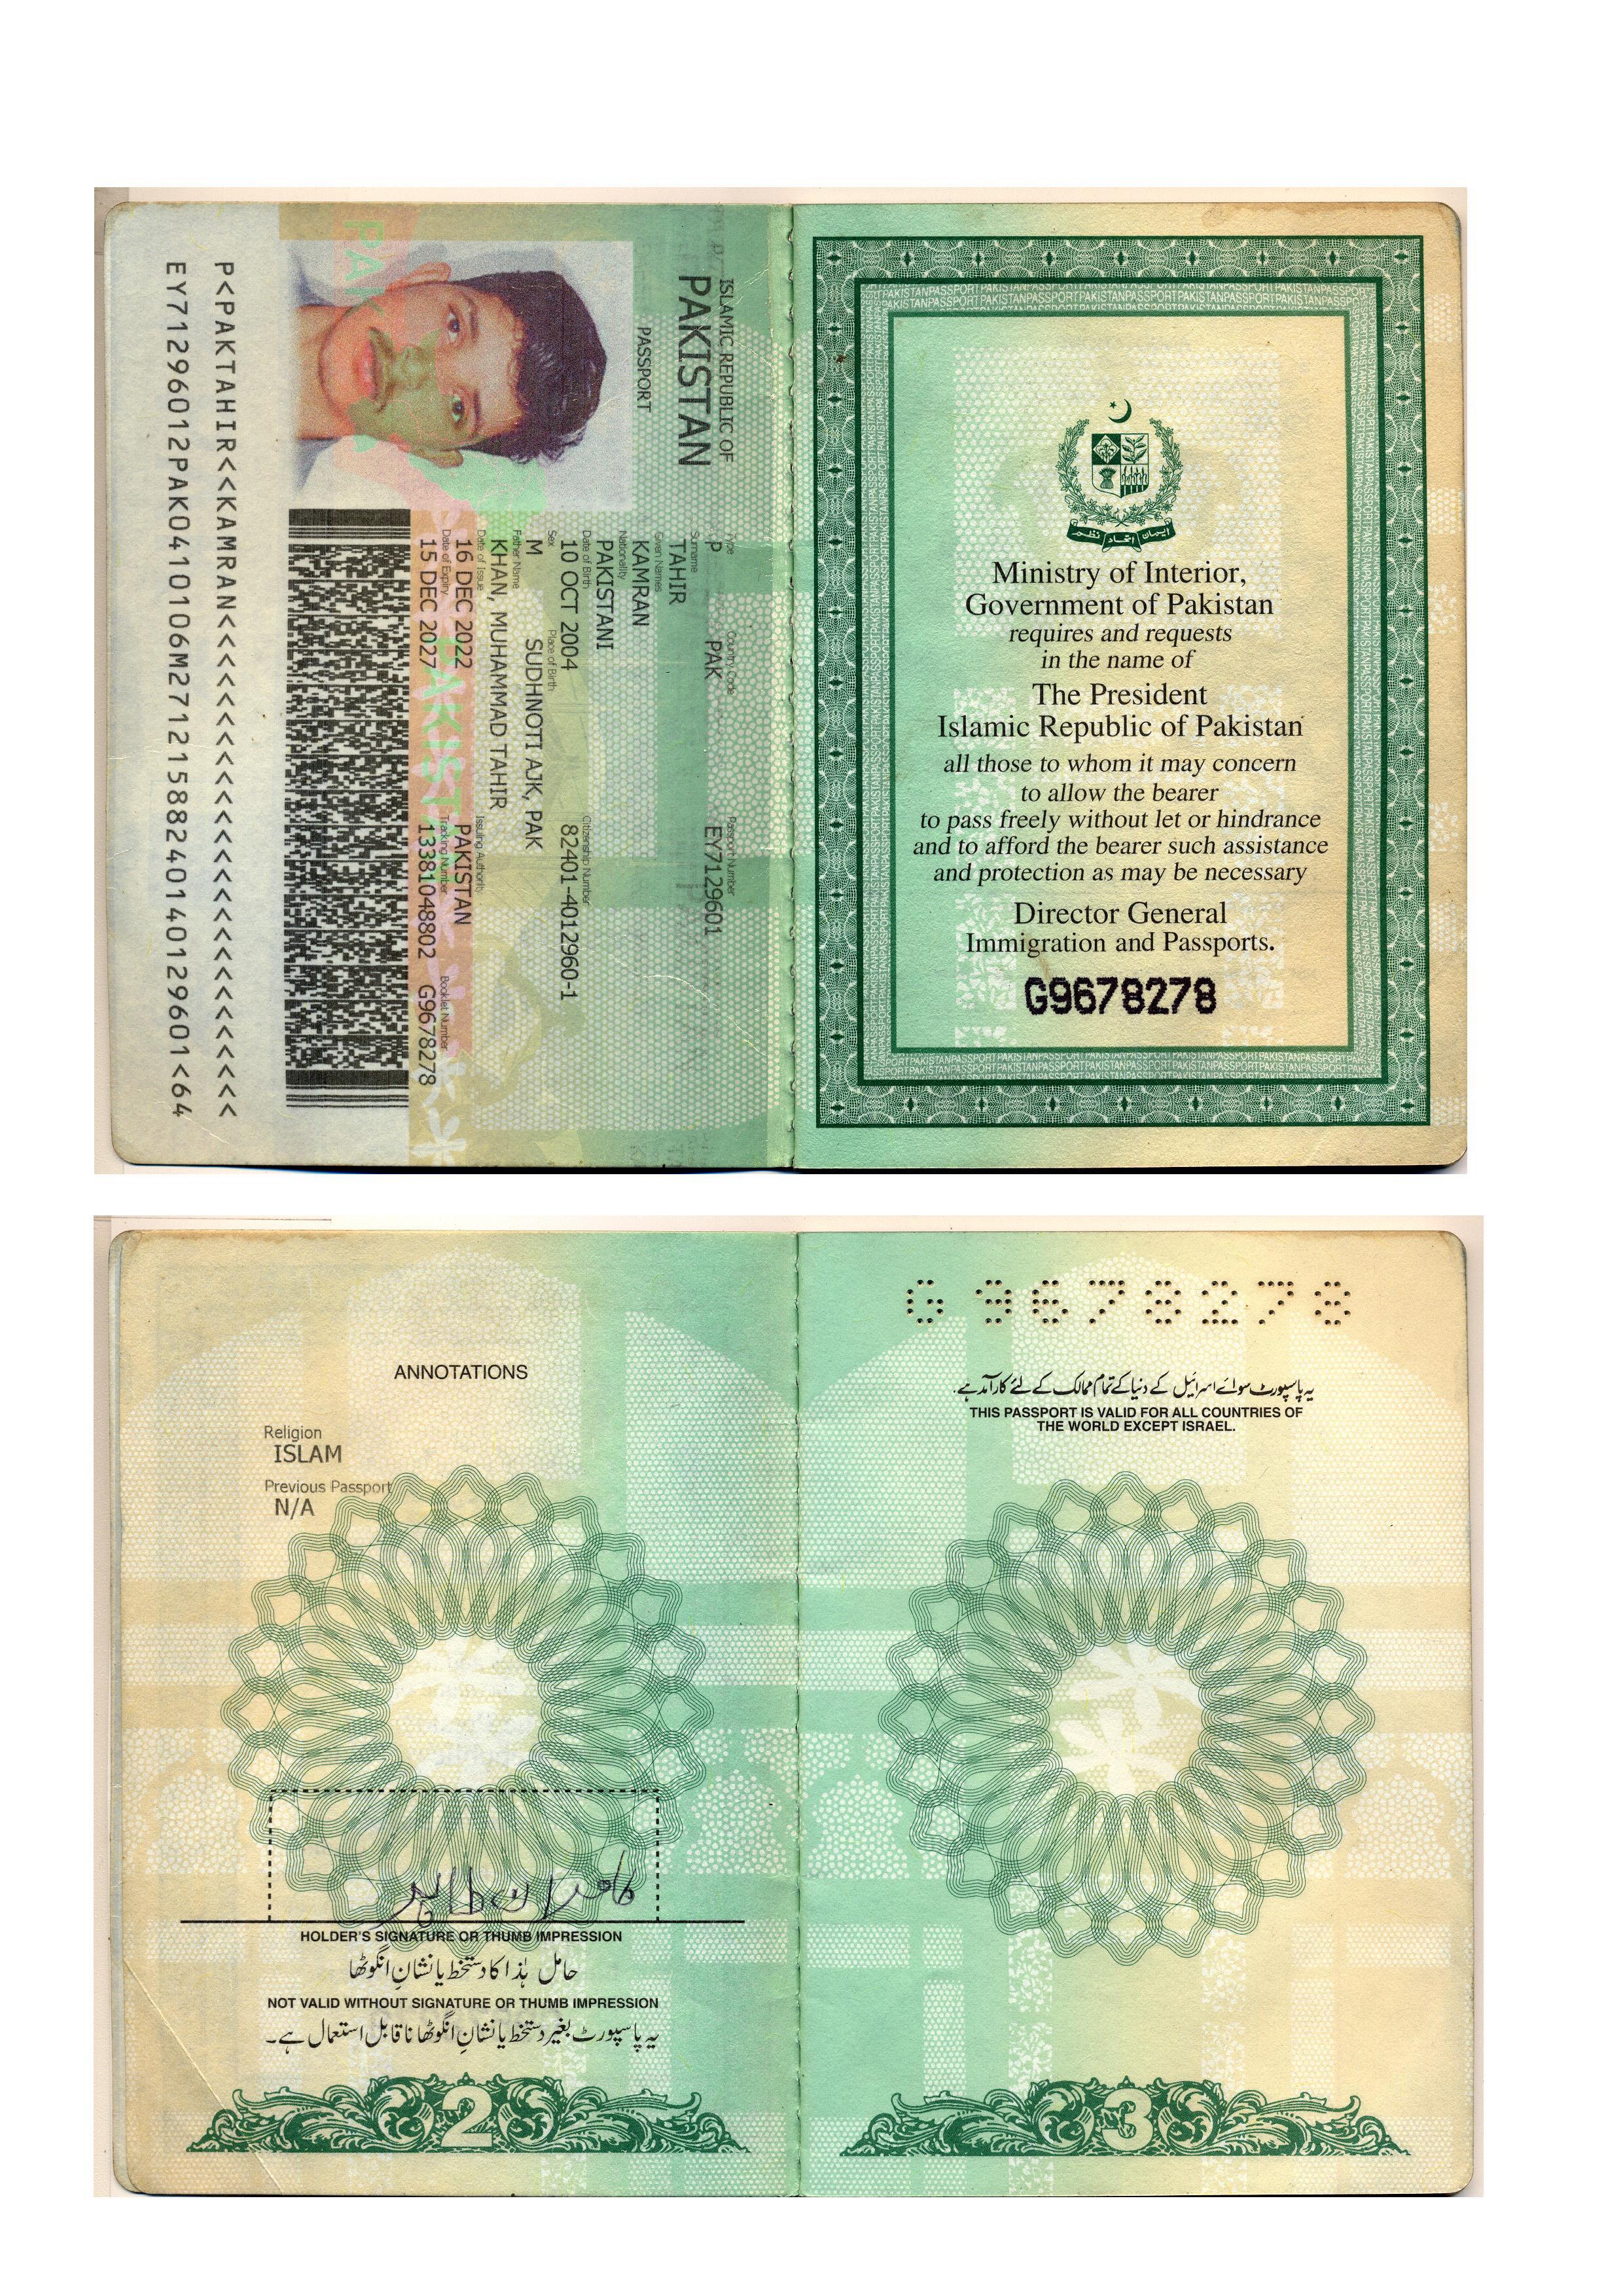 Ministry of Interior,
Government of Pakistan
requires and requests
in the name of
The President
Islamic Republic of Pakistan
all those to whom it may concern
to allow the bearer
to pass freely without let or hindrance
and to afford the bearer such assistance
and protection as may be necessary
Director General
Immigration and Passports.
G9678278
ISLAMIC REPUBLIC OF
PAKISTAN
PASSPORT
Type Country Code Passport Number
P PAK EY7129601
Surname
TAHIR
Given Names
KAMRAN
Nationality
PAKISTANI
Date of Birth Citizenship Number
10 OCT 2004 82401-4012960-1
Sex Place of Birth
M SUDHNOTI AJK, PAK
Father Name
KHAN, MUHAMMAD TAHIR
Date of Issue Issuing Authority
16 DEC 2022 PAKISTAN
Date of Expiry Tracking Number Booklet Number
15 DEC 2027 13381048802 G9678278
P<PAKTAHIR<<KAMRAN<<<<<<<<<<<<<<<<<<<<<<<<<<
EY71296012PAK0410106M27121588240140129601<64
G9678278
یہ پاسپورٹ سوائے اسرائیل کے دنیا کے تمام ممالک کے لئے کارآمد ہے۔
THIS PASSPORT IS VALID FOR ALL COUNTRIES OF
THE WORLD EXCEPT ISRAEL.
3
ANNOTATIONS
Religion
ISLAM
Previous Passport
N/A
HOLDER'S SIGNATURE OR THUMB IMPRESSION
حامل ہٰذا کا دستخط یا نشان انگوٹھا
NOT VALID WITHOUT SIGNATURE OR THUMB IMPRESSION
یہ پاسپورٹ بغیر دستخط یا نشان انگوٹھا ناقابل استعمال ہے۔
2